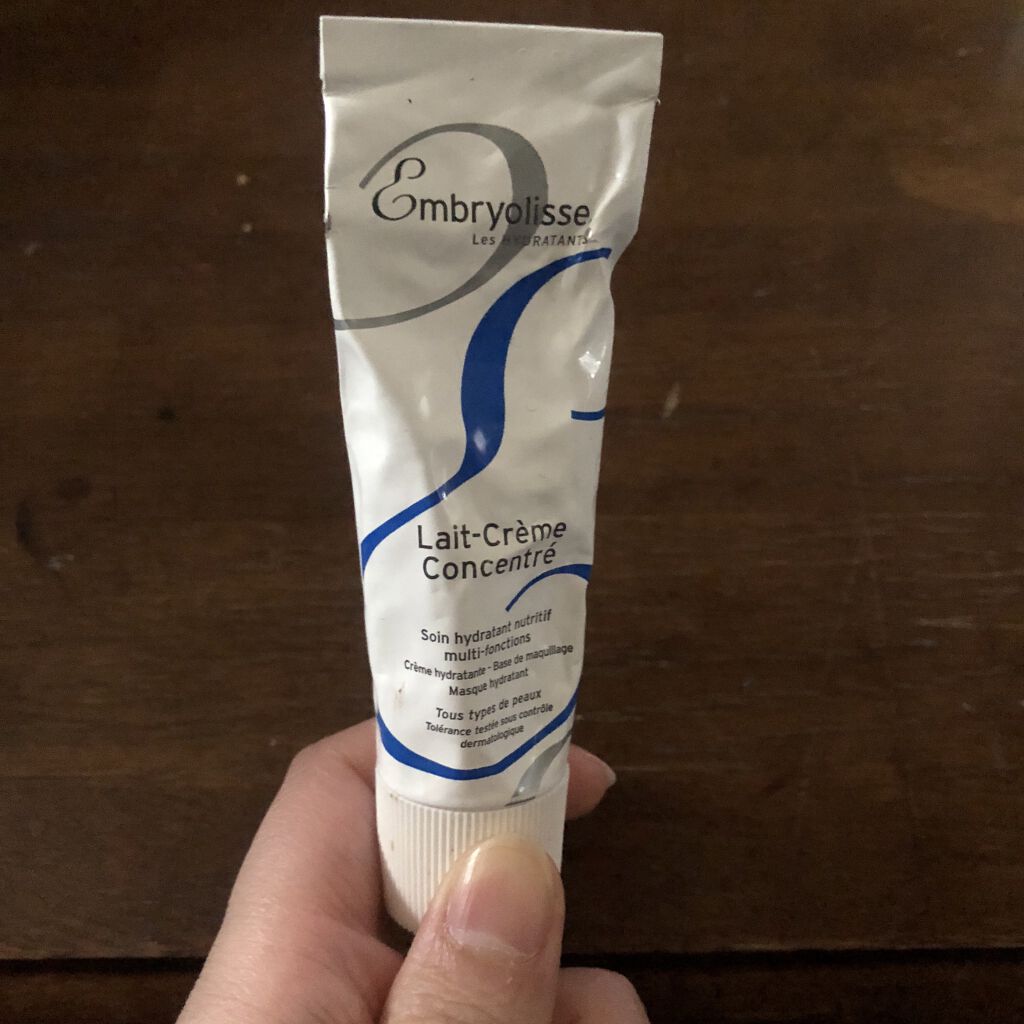 Embryolisse
Les HYDRATANTS
Lait-Crème
Concentré
Soin hydratant nutritif
multi-fonctions
Crème hydratante - Base de maquillage
Masque hydratant
Tous types de peaux
Tolérance testée sous contrôle
dermatologique